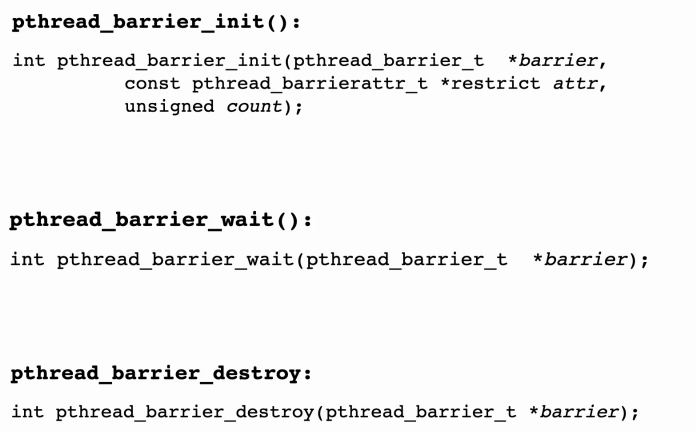 pthread_barrier_init():
int pthread_barrier_init(pthread_barrier_t  *barrier,
          const pthread_barrierattr_t *restrict attr,
          unsigned count);
pthread_barrier_wait():
int pthread_barrier_wait(pthread_barrier_t  *barrier);
pthread_barrier_destroy:
int pthread_barrier_destroy(pthread_barrier_t *barrier);